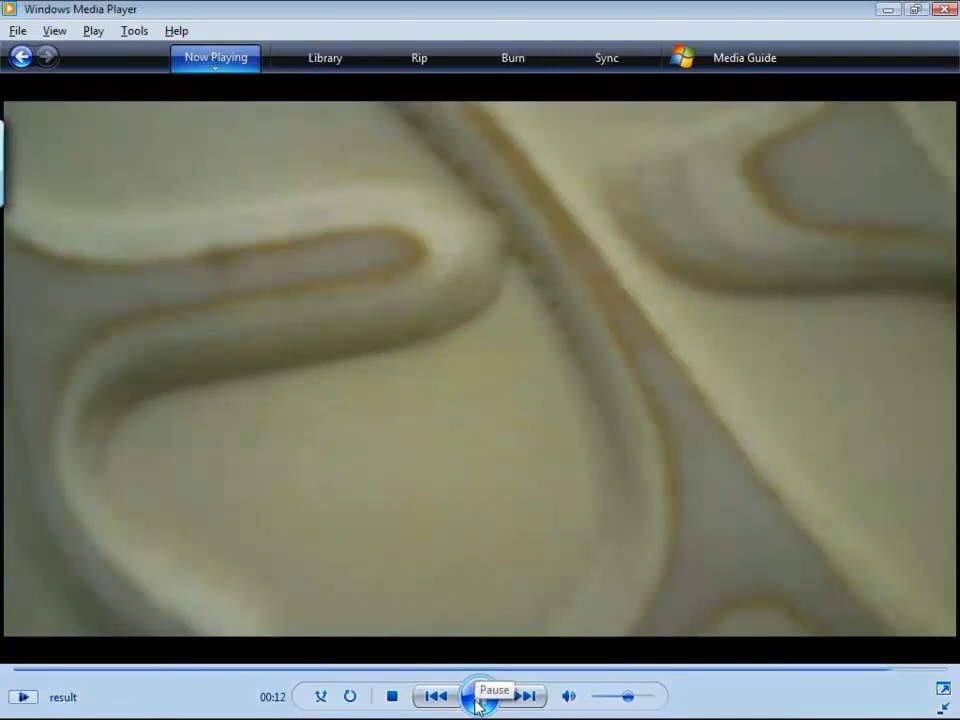 Windows Media Player
File View Play Tools Help
Now Playing Library Rip Burn Sync Media Guide
Pause
result 00:12